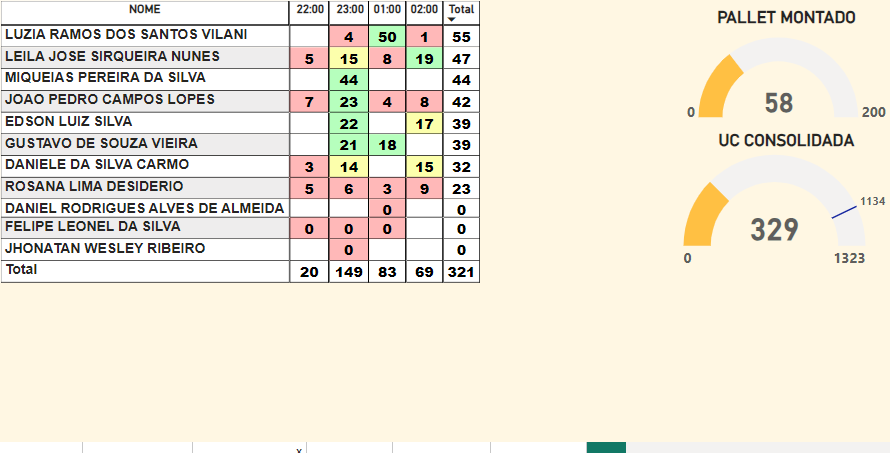 NOME 22:00 23:00 01:00 02:00 Total
LUZIA RAMOS DOS SANTOS VILANI 4 50 1 55
LEILA JOSE SIRQUEIRA NUNES 5 15 8 19 47
MIQUEIAS PEREIRA DA SILVA 44 44
JOAO PEDRO CAMPOS LOPES 7 23 4 8 42
EDSON LUIZ SILVA 22 17 39
GUSTAVO DE SOUZA VIEIRA 21 18 39
DANIELE DA SILVA CARMO 3 14 15 32
ROSANA LIMA DESIDERIO 5 6 3 9 23
DANIEL RODRIGUES ALVES DE ALMEIDA 0 0
FELIPE LEONEL DA SILVA 0 0 0 0
JHONATAN WESLEY RIBEIRO 0 0
Total 20 149 83 69 321
PALLET MONTADO
58
0 200
UC CONSOLIDADA
1134
329
0 1323
x